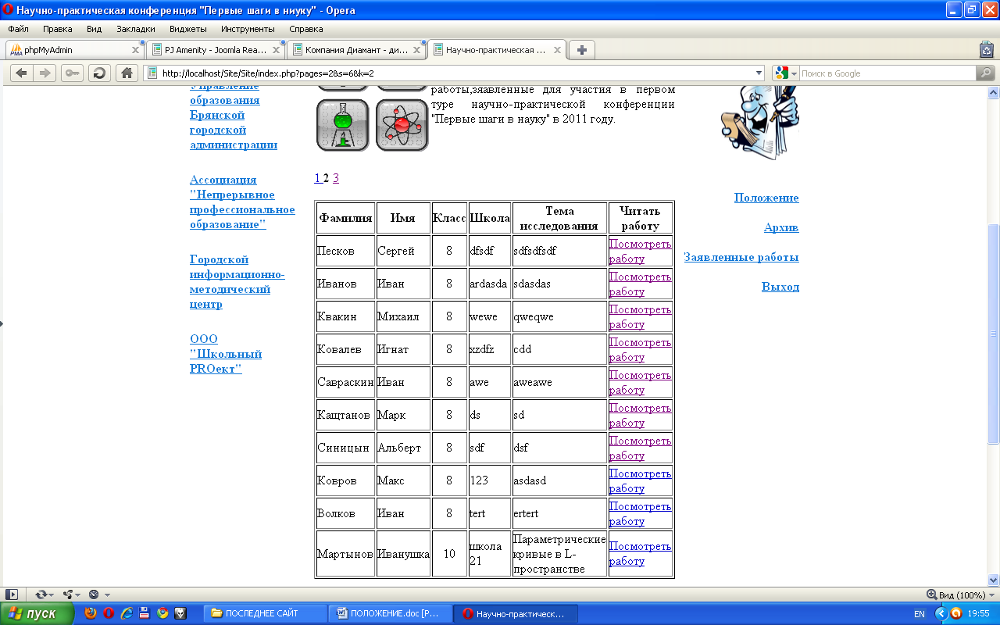 Научно-практическая конференция "Первые шаги в ниуку" - Opera
Файл Правка Вид Закладки Виджеты Инструменты Справка
PMA phpMyAdmin
PJ Amenity - Joomla Rea...
Компания Диамант - ди...
Научно-практическая ...
http://localhost/Site/Site/index.php?pages=2&s=6&k=2
Поиск в Google
Управление
образования
Брянской
городской
администрации
Ассоциация
"Непрерывное
профессиональное
образование"
Городской
информационно-
методический
центр
ООО
"Школьный
PROект"
работы,заявленные для участия в первом
туре научно-практической конференции
"Первые шаги в науку" в 2011 году.
1 2 3
Фамилия Имя Класс Школа Тема исследования Читать работу
Песков Сергей 8 dfsdf sdfsdfsdf Посмотреть работу
Иванов Иван 8 ardasda sdasdas Посмотреть работу
Квакин Михаил 8 wewe qweqwe Посмотреть работу
Ковалев Игнат 8 xzdfz cdd Посмотреть работу
Савраскин Иван 8 awe aweawe Посмотреть работу
Кащтанов Марк 8 ds sd Посмотреть работу
Синицын Альберт 8 sdf dsf Посмотреть работу
Ковров Макс 8 123 asdasd Посмотреть работу
Волков Иван 8 tert ertert Посмотреть работу
Мартынов Иванушка 10 школа 21 Параметрические кривые в L-пространстве Посмотреть работу
Положение
Архив
Заявленные работы
Выход
Вид (100%)
пуск
ПОСЛЕДНЕЕ САЙТ
ПОЛОЖЕНИЕ.doc [Р...
Научно-практическ...
EN
19:55